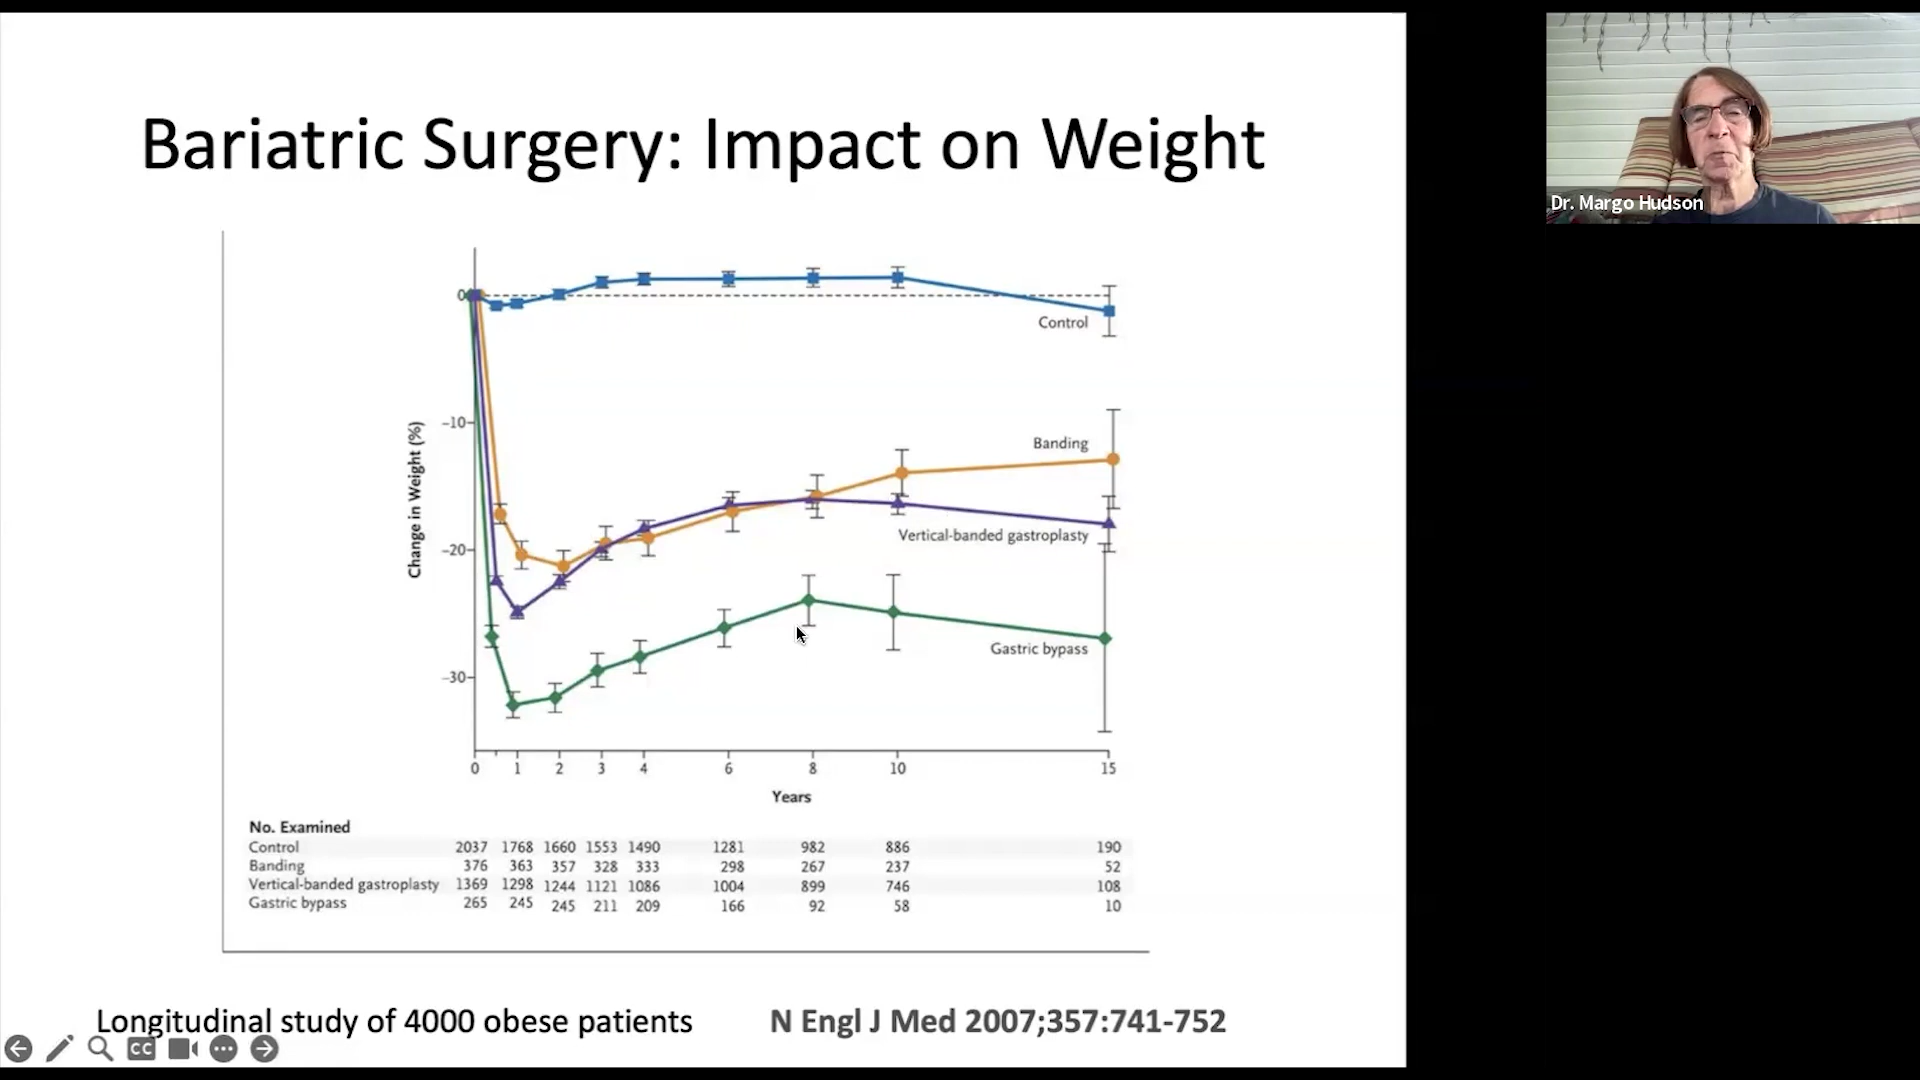 Bariatric Surgery: Impact on Weight
Dr. Margo Hudson
0
-10
-20
-30
Change in Weight (%)
Control
Banding
Vertical-banded gastroplasty
Gastric bypass
0 1 2 3 4 6 8 10 15
Years
No. Examined
Control 2037 1768 1660 1553 1490 1281 982 886 190
Banding 376 363 357 328 333 298 267 237 52
Vertical-banded gastroplasty 1369 1298 1244 1121 1086 1004 899 746 108
Gastric bypass 265 245 245 211 209 166 92 58 10
Longitudinal study of 4000 obese patients
N Engl J Med 2007;357:741-752
CC